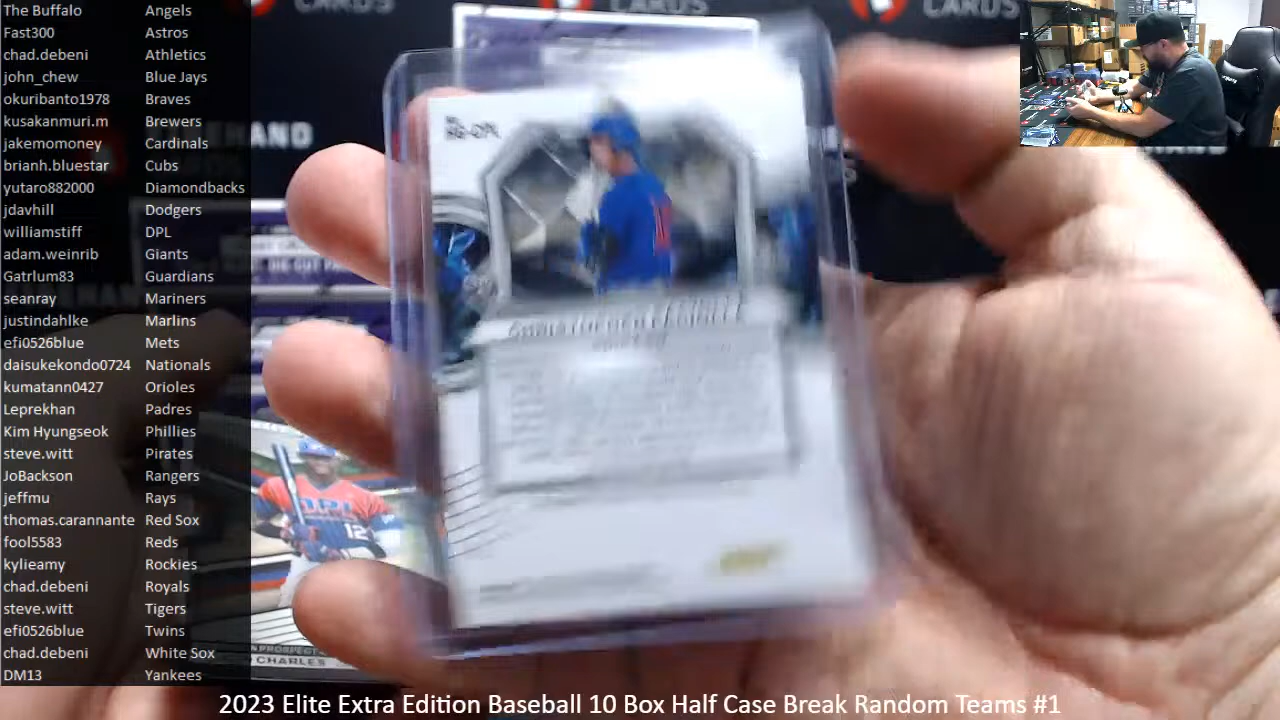 The Buffalo Angels
Fast300 Astros
chad.debeni Athletics
john_chew Blue Jays
okuribanto1978 Braves
kusakanmuri.m Brewers
jakemomoney Cardinals
brianh.bluestar Cubs
yutaro882000 Diamondbacks
jdavhill Dodgers
williamstiff DPL
adam.weinrib Giants
Gatrlum83 Guardians
seanray Mariners
justindahlke Marlins
efi0526blue Mets
daisukekondo0724 Nationals
kumatann0427 Orioles
Leprekhan Padres
Kim Hyungseok Phillies
steve.witt Pirates
JoBackson Rangers
jeffmu Rays
thomas.carannante Red Sox
fool5583 Reds
kylieamy Rockies
chad.debeni Royals
steve.witt Tigers
efi0526blue Twins
chad.debeni White Sox
DM13 Yankees
CARDS
CARDS
DPL
12
CHARLES
2023 Elite Extra Edition Baseball 10 Box Half Case Break Random Teams #1